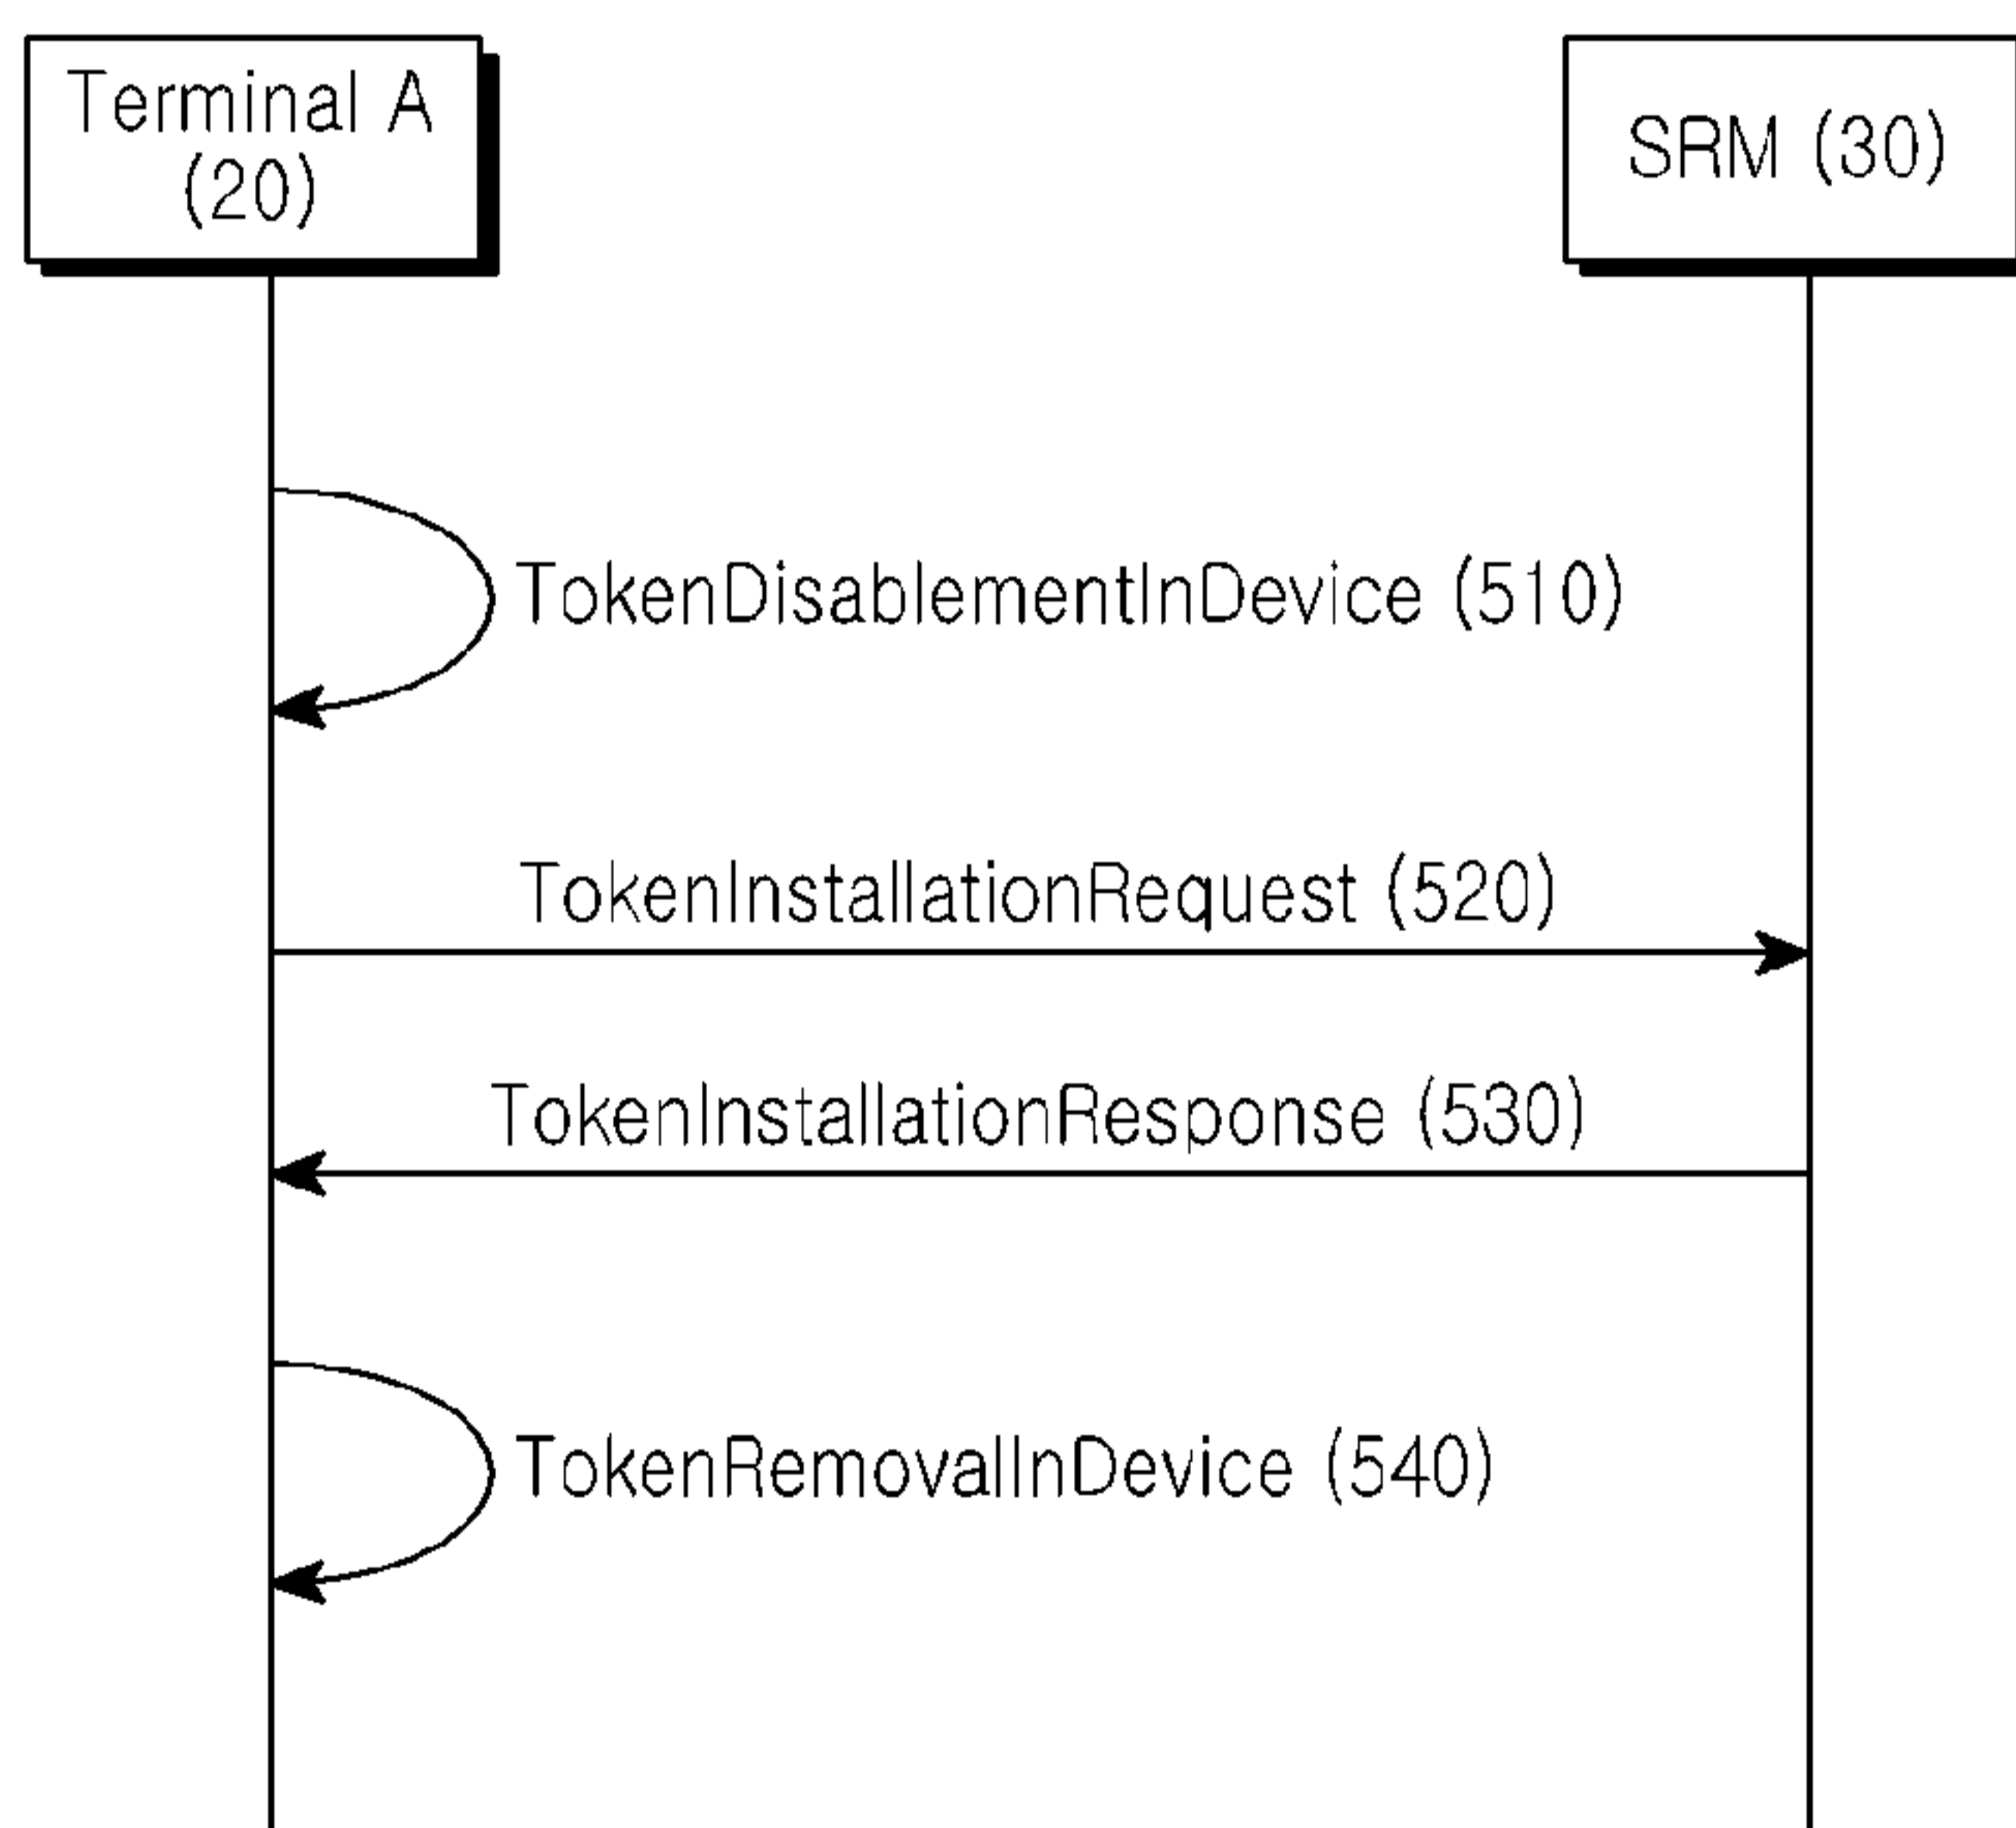 Terminal A
(20)
SRM (30)
TokenDisablementInDevice (510)
TokenInstallationRequest (520)
TokenInstallationResponse (530)
TokenRemovalInDevice (540)